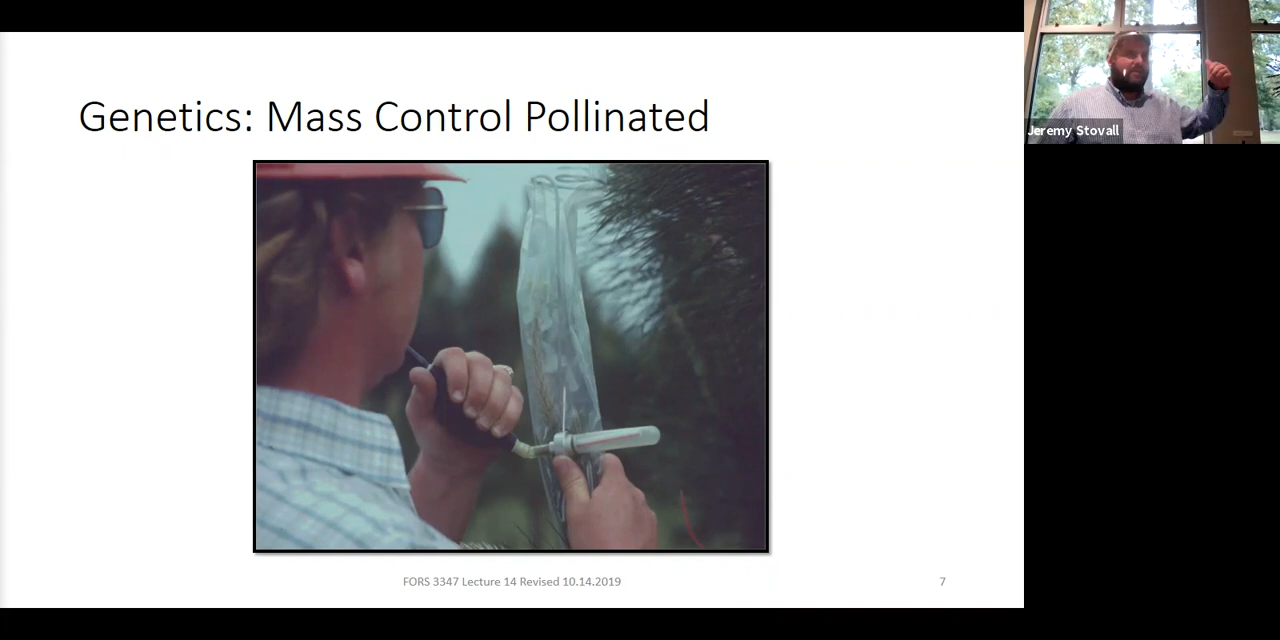 Genetics: Mass Control Pollinated
Jeremy Stovall
FORS 3347 Lecture 14 Revised 10.14.2019
7